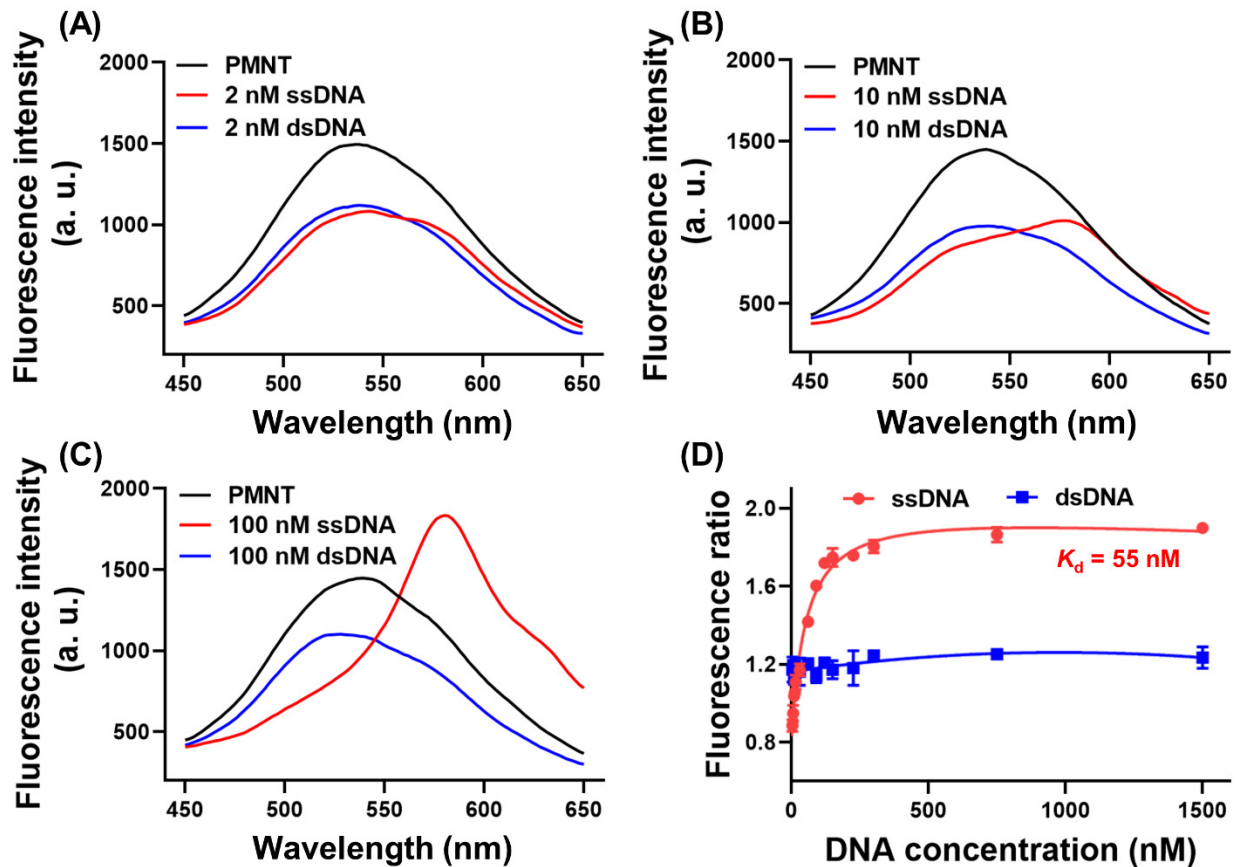 (A)
Fluorescence intensity
(a. u.)
2000
1500
1000
500
PMNT
2 nM ssDNA
2 nM dsDNA
450 500 550 600 650
Wavelength (nm)
(B)
Fluorescence intensity
(a. u.)
2000
1500
1000
500
PMNT
10 nM ssDNA
10 nM dsDNA
450 500 550 600 650
Wavelength (nm)
(C)
Fluorescence intensity
(a. u.)
2000
1500
1000
500
PMNT
100 nM ssDNA
100 nM dsDNA
450 500 550 600 650
Wavelength (nm)
(D)
Fluorescence ratio
2.0
1.6
1.2
0.8
ssDNA dsDNA
Kd = 55 nM
0 500 1000 1500
DNA concentration (nM)